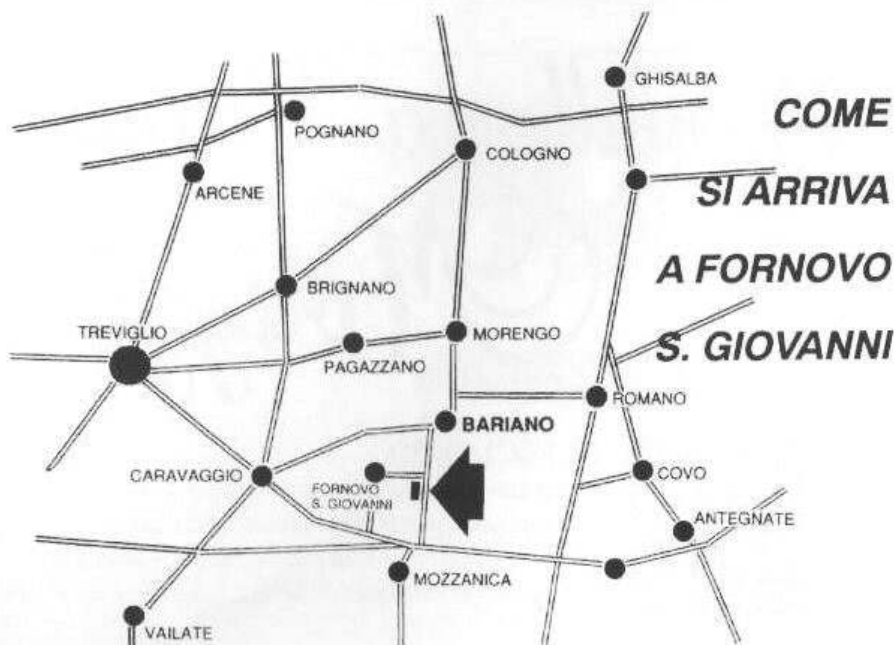 GHISALBA
COME
POGNANO
COLOGNO
ARCENE
SI ARRIVA
A FORNOVO
BRIGNANO
TREVIGLIO
MORENGO
S. GIOVANNI
PAGAZZANO
ROMANO
BARIANO
CARAVAGGIO
FORNOVO
S. GIOVANNI
COVO
ANTEGNATE
MOZZANICA
VAILATE